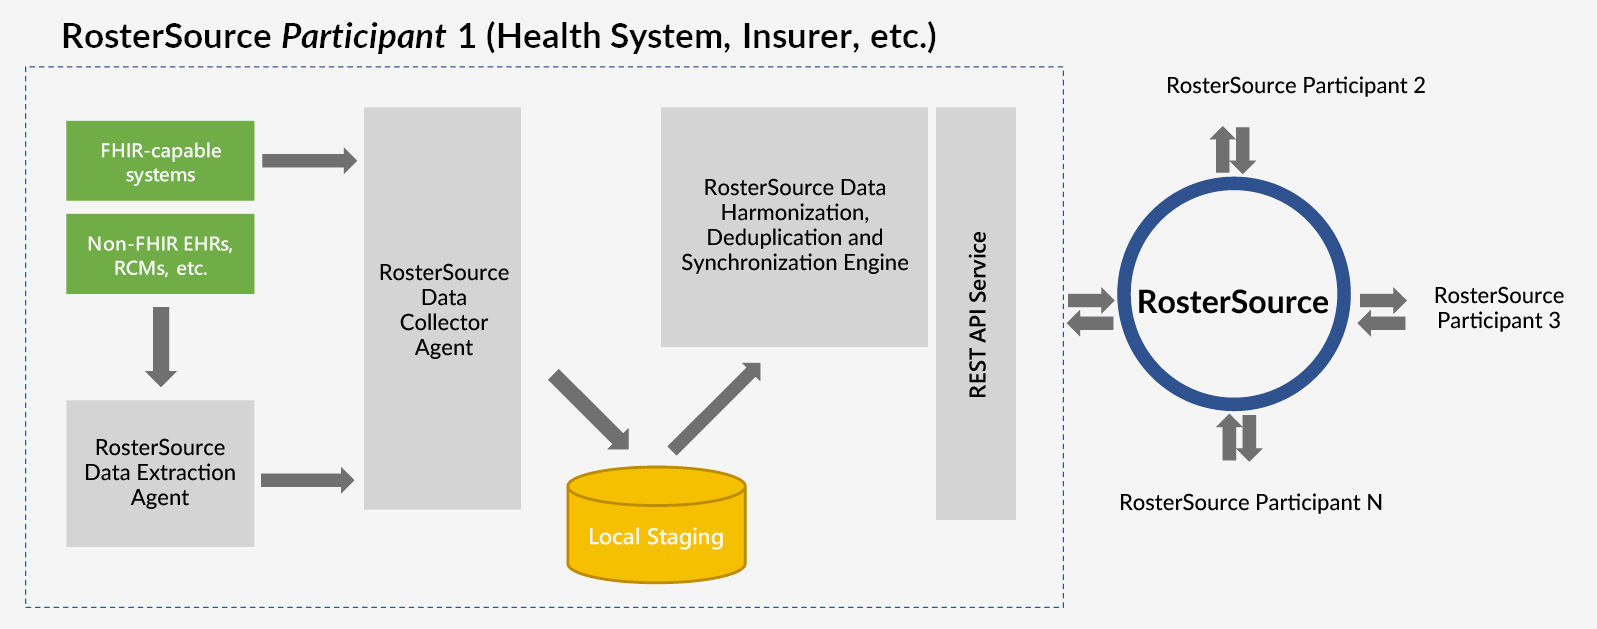 RosterSource Participant 1 (Health System, Insurer, etc.)
FHIR-capable
systems
Non-FHIR EHRs,
RCMs, etc.
RosterSource
Data Extraction
Agent
RosterSource
Data
Collector
Agent
Local Staging
RosterSource Data
Harmonization,
Deduplication and
Synchronization Engine
REST API Service
RosterSource Participant 2
RosterSource
RosterSource
Participant 3
RosterSource Participant N